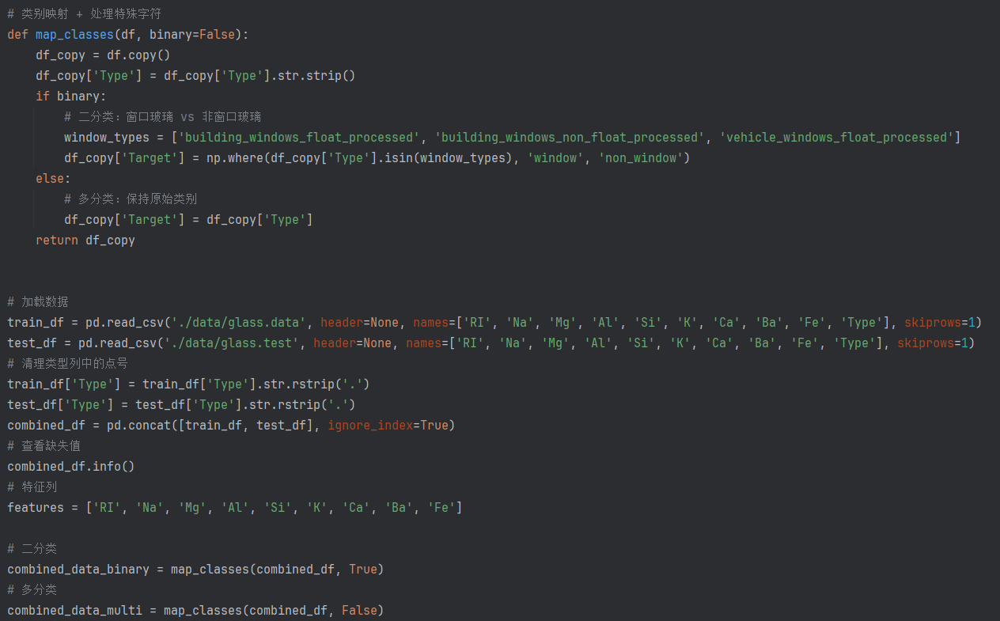 # 类别映射 + 处理特殊字符
def map_classes(df, binary=False):
    df_copy = df.copy()
    df_copy['Type'] = df_copy['Type'].str.strip()
    if binary:
        # 二分类：窗口玻璃 vs 非窗口玻璃
        window_types = ['building_windows_float_processed', 'building_windows_non_float_processed', 'vehicle_windows_float_processed']
        df_copy['Target'] = np.where(df_copy['Type'].isin(window_types), 'window', 'non_window')
    else:
        # 多分类：保持原始类别
        df_copy['Target'] = df_copy['Type']
    return df_copy
# 加载数据
train_df = pd.read_csv('./data/glass.data', header=None, names=['RI', 'Na', 'Mg', 'Al', 'Si', 'K', 'Ca', 'Ba', 'Fe', 'Type'], skiprows=1)
test_df = pd.read_csv('./data/glass.test', header=None, names=['RI', 'Na', 'Mg', 'Al', 'Si', 'K', 'Ca', 'Ba', 'Fe', 'Type'], skiprows=1)
# 清理类型列中的点号
train_df['Type'] = train_df['Type'].str.rstrip('.')
test_df['Type'] = test_df['Type'].str.rstrip('.')
combined_df = pd.concat([train_df, test_df], ignore_index=True)
# 查看缺失值
combined_df.info()
# 特征列
features = ['RI', 'Na', 'Mg', 'Al', 'Si', 'K', 'Ca', 'Ba', 'Fe']
# 二分类
combined_data_binary = map_classes(combined_df, True)
# 多分类
combined_data_multi = map_classes(combined_df, False)